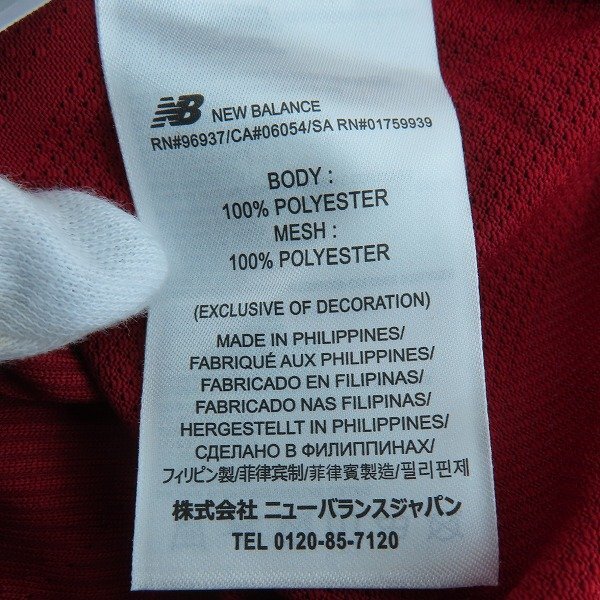 NB NEW BALANCE
RN#96937/CA#06054/SA RN#01759939
BODY :
100% POLYESTER
MESH :
100% POLYESTER
(EXCLUSIVE OF DECORATION)
MADE IN PHILIPPINES/
FABRIQUÉ AUX PHILIPPINES/
FABRICADO EN FILIPINAS/
FABRICADO NAS FILIPINAS/
HERGESTELLT IN PHILIPPINES/
СДЕЛАНО В ФИЛИППИНАХ/
フィリピン製/菲律宾制/菲律賓製造/필리핀제
株式会社 ニューバランスジャパン
TEL 0120-85-7120